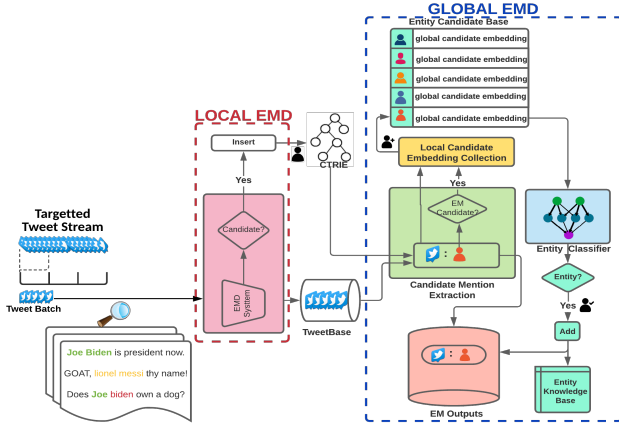 GLOBAL EMD
Entity Candidate Base
global candidate embedding
global candidate embedding
global candidate embedding
global candidate embedding
global candidate embedding
LOCAL EMD
Insert
CTRIE
Local Candidate
Embedding Collection
Yes
Yes
EM
Candidate?
Candidate?
Targetted
Tweet Stream
:
Entity Classifier
Entity?
EMD
Systtem
Candidate Mention
Extraction
Tweet Batch
TweetBase
Yes
Add
Joe Biden is president now.
GOAT, lionel messi thy name!
Does Joe biden own a dog?
:
Entity
Knowledge
Base
EM Outputs